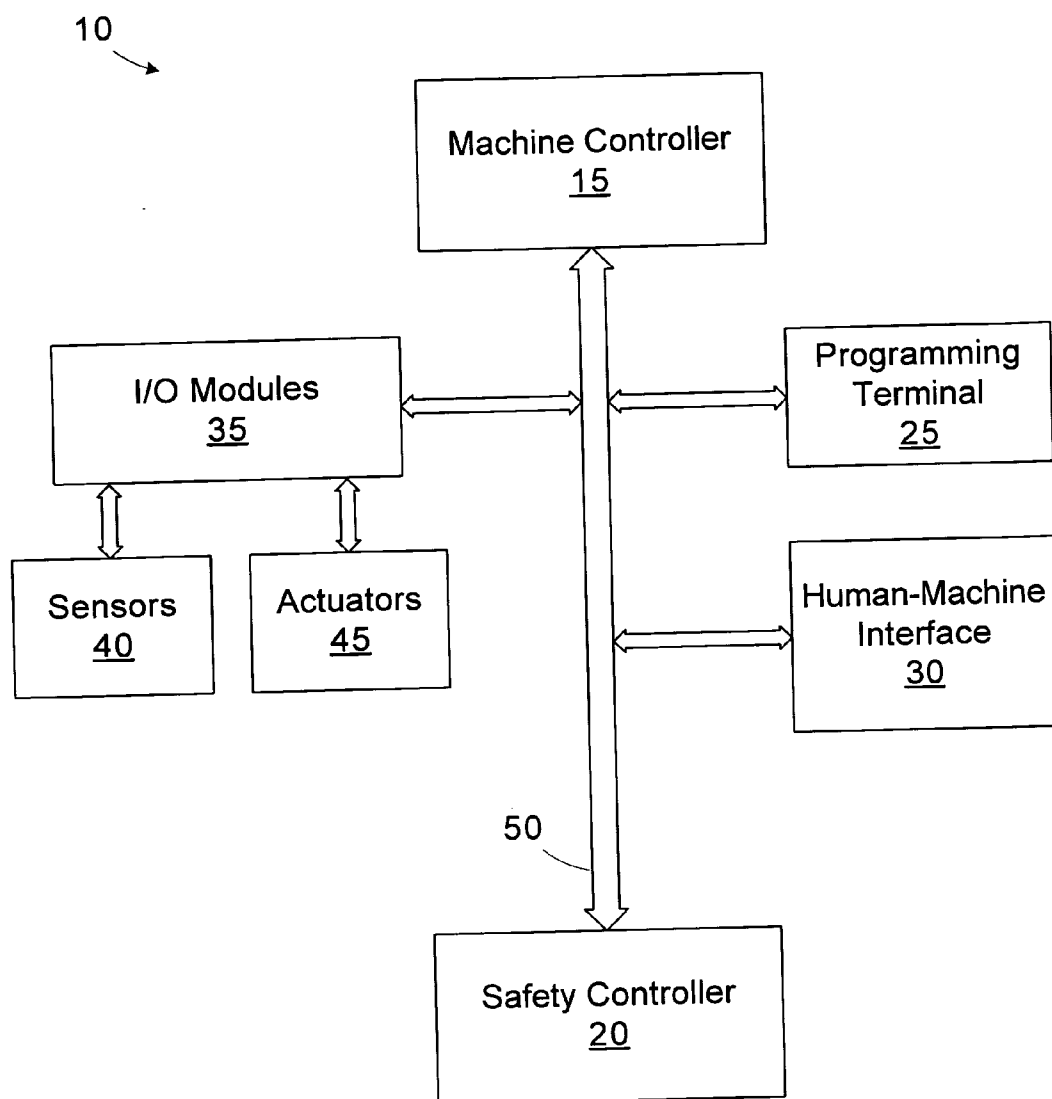 10
Machine Controller
15
I/O Modules
35
Programming
Terminal
25
Sensors
40
Actuators
45
Human-Machine
Interface
30
50
Safety Controller
20